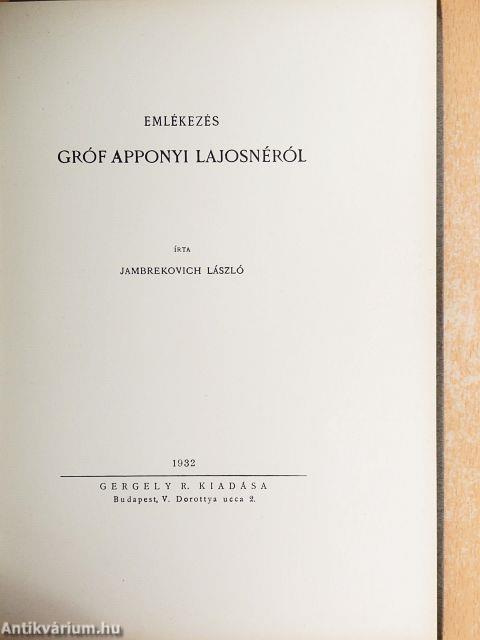 EMLÉKEZÉS
GRÓF APPONYI LAJOSNÉRÓL
ÍRTA
JAMBREKOVICH LÁSZLÓ
1932
GERGELY R. KIADÁSA
Budapest, V. Dorottya ucca 2.
Antikvárium.hu